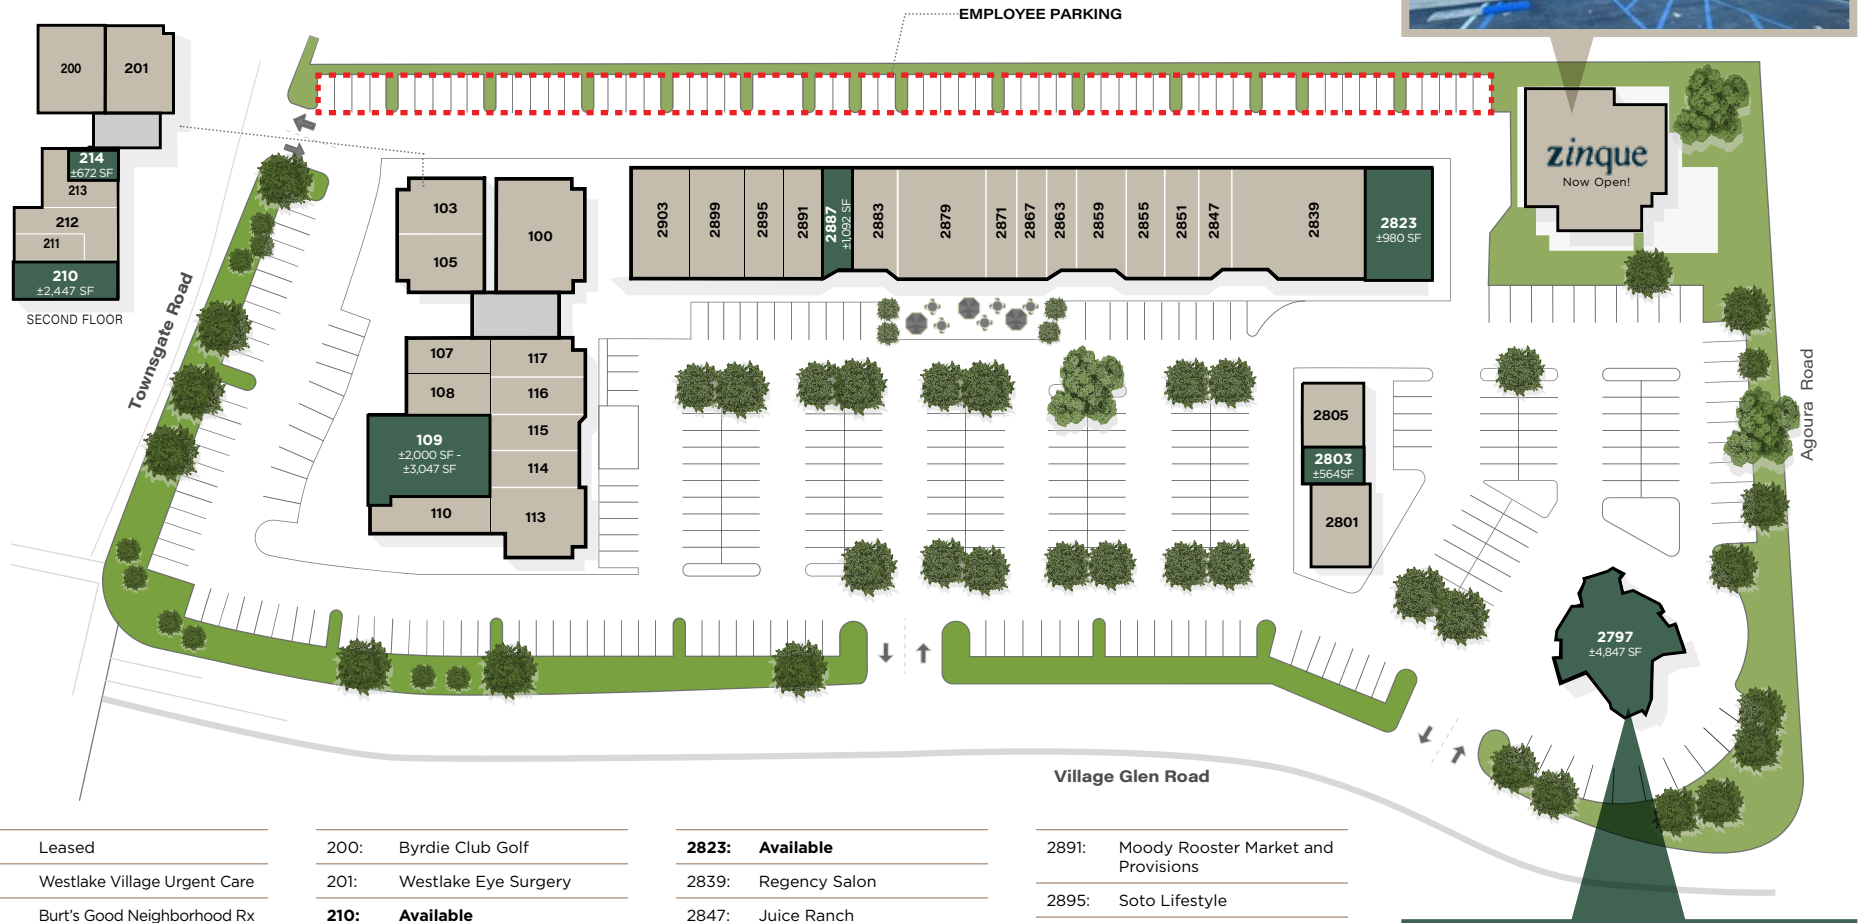 EMPLOYEE PARKING
200
201
214
±672 SF
213
212
211
210
±2,447 SF
SECOND FLOOR
Townsgate Road
103
105
100
107
108
109
±2,000 SF -
±3,047 SF
110
117
116
115
114
113
2903
2899
2895
2891
2887
±1,092 SF
2883
2879
2871
2867
2863
2859
2855
2851
2847
2839
2823
±980 SF
zinque
Now Open!
2805
2803
±564SF
2801
Agoura Road
2797
±4,847 SF
Village Glen Road
Leased
Westlake Village Urgent Care
Burt's Good Neighborhood Rx
200: Byrdie Club Golf
201: Westlake Eye Surgery
210: Available
2823: Available
2839: Regency Salon
2847: Juice Ranch
2891: Moody Rooster Market and
Provisions
2895: Soto Lifestyle